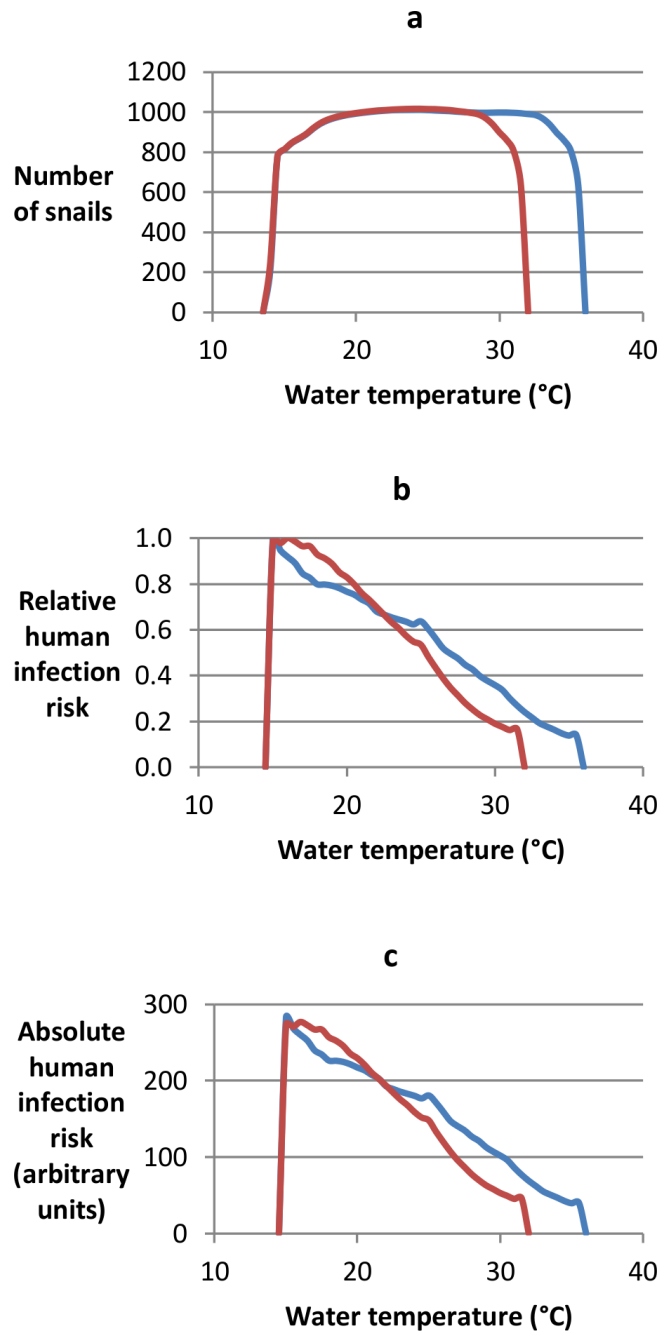 a
1200
1000
800
600
400
200
0
Number
of snails
10 20 30 40
Water temperature (°C)
b
1.0
0.8
0.6
0.4
0.2
0.0
Relative
human
infection
risk
10 20 30 40
Water temperature (°C)
c
300
200
100
0
Absolute
human
infection
risk
(arbitrary
units)
10 20 30 40
Water temperature (°C)